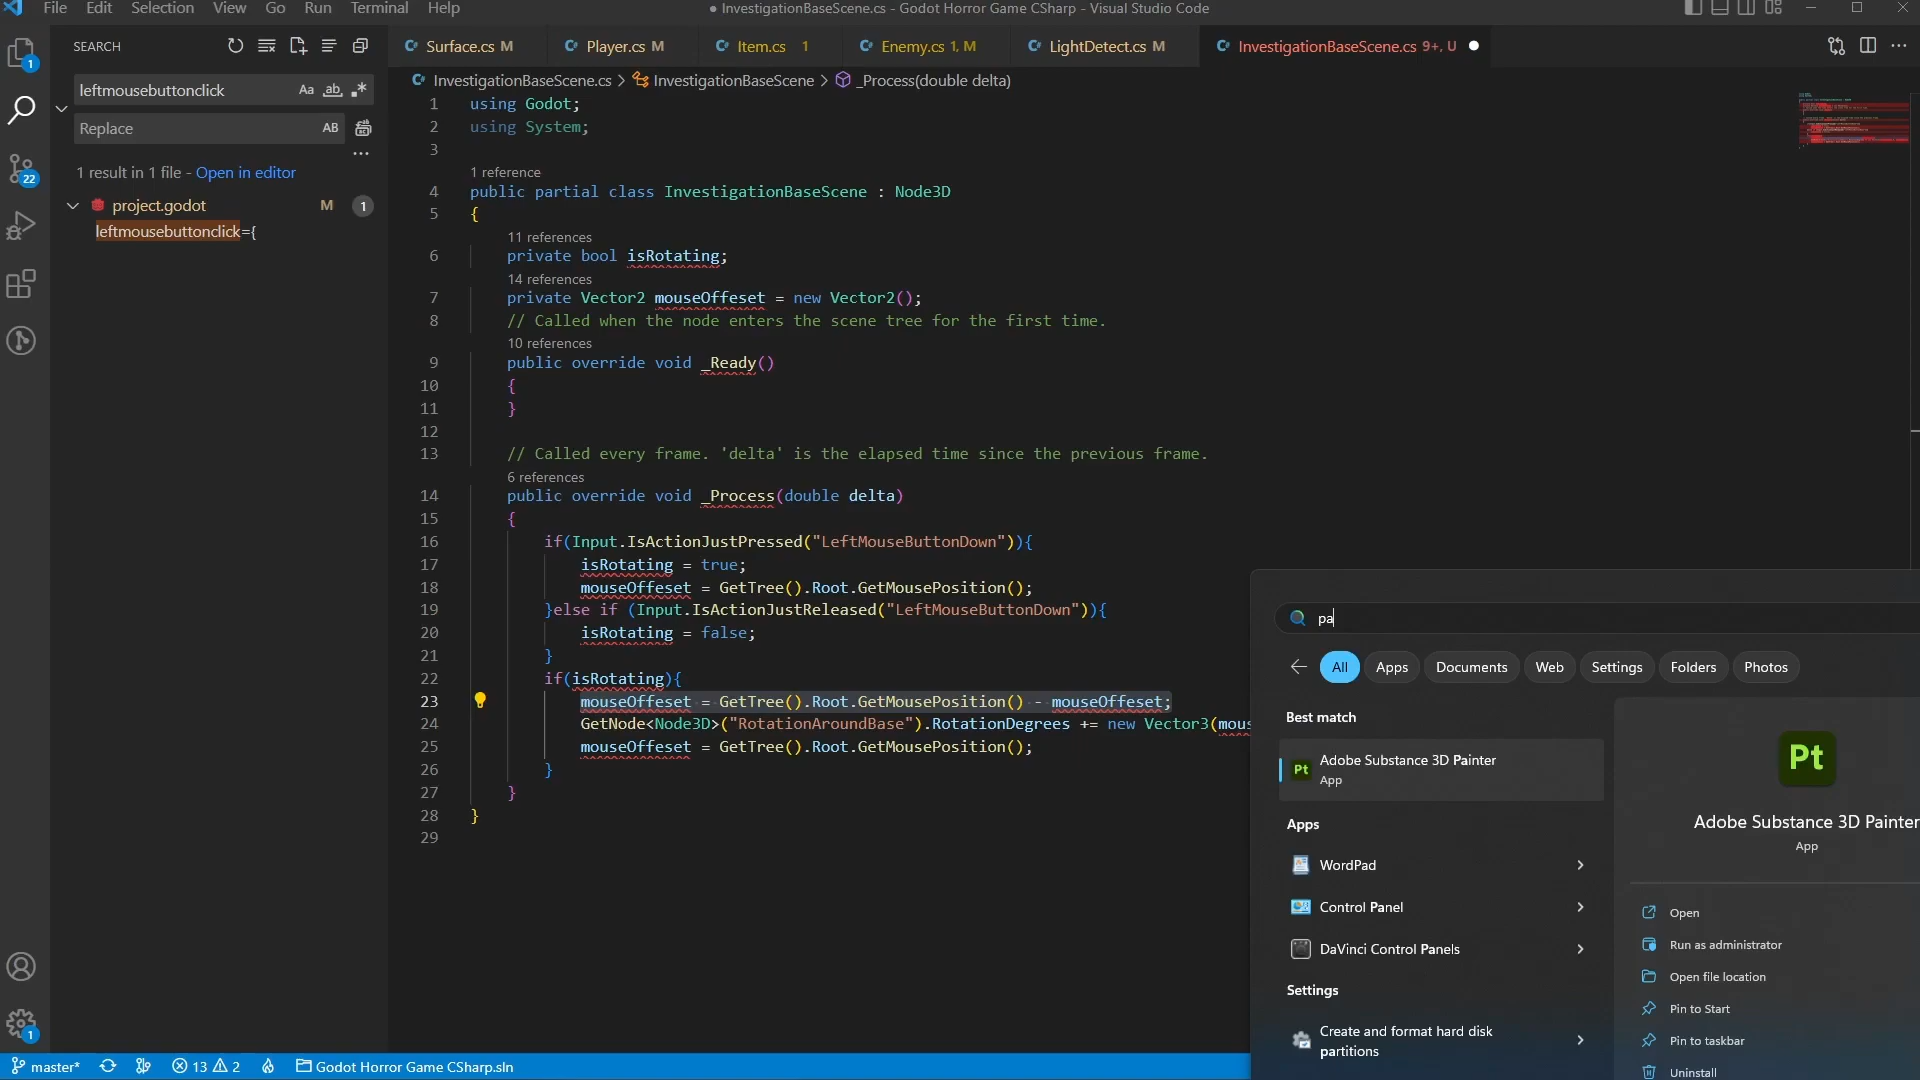 File Edit Selection View Go Run Terminal Help
● InvestigationBaseScene.cs - Godot Horror Game CSharp - Visual Studio Code
SEARCH
leftmousebuttonclick
Aa ab .*
Replace
AB
1 result in 1 file - Open in editor
project.godot M 1
leftmousebuttonclick={
1
22
1
Surface.cs M
Player.cs M
Item.cs 1
Enemy.cs 1, M
LightDetect.cs M
InvestigationBaseScene.cs 9+, U
InvestigationBaseScene.cs > InvestigationBaseScene > _Process(double delta)
1 using Godot;
2 using System;
3
1 reference
4 public partial class InvestigationBaseScene : Node3D
5 {
11 references
6 private bool isRotating;
14 references
7 private Vector2 mouseOffeset = new Vector2();
8 // Called when the node enters the scene tree for the first time.
10 references
9 public override void _Ready()
10 {
11 }
12
13 // Called every frame. 'delta' is the elapsed time since the previous frame.
6 references
14 public override void _Process(double delta)
15 {
16 if(Input.IsActionJustPressed("LeftMouseButtonDown")){
17 isRotating = true;
18 mouseOffeset = GetTree().Root.GetMousePosition();
19 }else if (Input.IsActionJustReleased("LeftMouseButtonDown")){
20 isRotating = false;
21 }
22 if(isRotating){
23 mouseOffeset = GetTree().Root.GetMousePosition() - mouseOffeset;
24 GetNode<Node3D>("RotationAroundBase").RotationDegrees += new Vector3(mous
25 mouseOffeset = GetTree().Root.GetMousePosition();
26 }
27 }
28 }
29
pa
All Apps Documents Web Settings Folders Photos
Best match
Pt Adobe Substance 3D Painter
App
Apps
WordPad
Control Panel
DaVinci Control Panels
Settings
Create and format hard disk
partitions
Pt
Adobe Substance 3D Painter
App
Open
Run as administrator
Open file location
Pin to Start
Pin to taskbar
Uninstall
master* 13 2 Godot Horror Game CSharp.sln